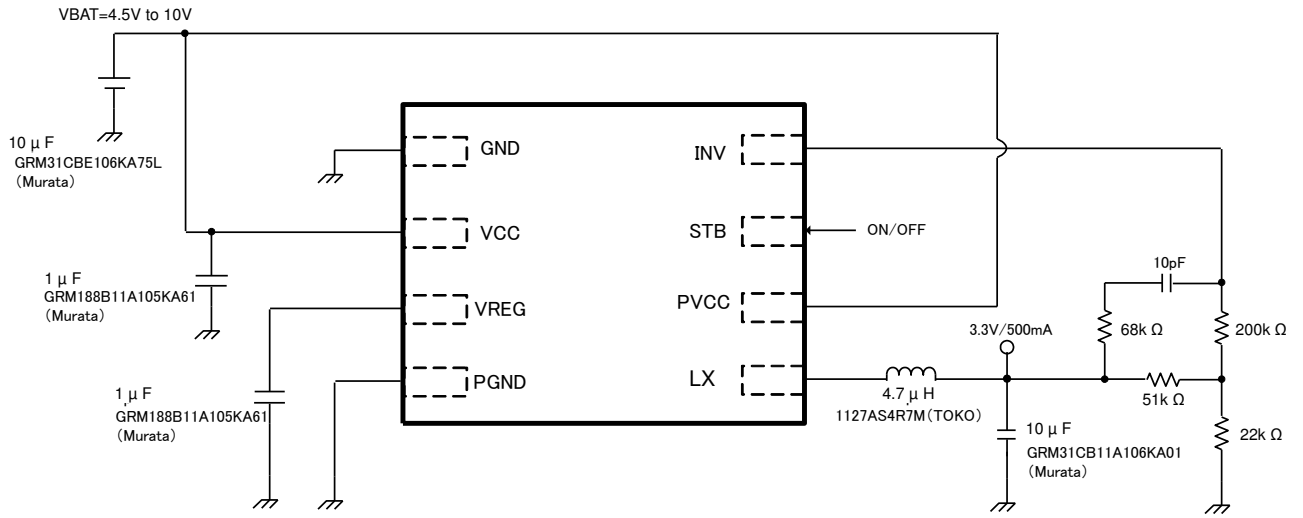 VBAT=4.5V to 10V
10 μ F
GRM31CBE106KA75L
(Murata)
GND
INV
VCC
STB
ON/OFF
1 μ F
GRM188B11A105KA61
(Murata)
10pF
VREG
PVCC
3.3V/500mA
68k Ω
200k Ω
1 μ F
GRM188B11A105KA61
(Murata)
PGND
LX
4.7 μ H
1127AS4R7M(TOKO)
51k Ω
10 μ F
GRM31CB11A106KA01
(Murata)
22k Ω